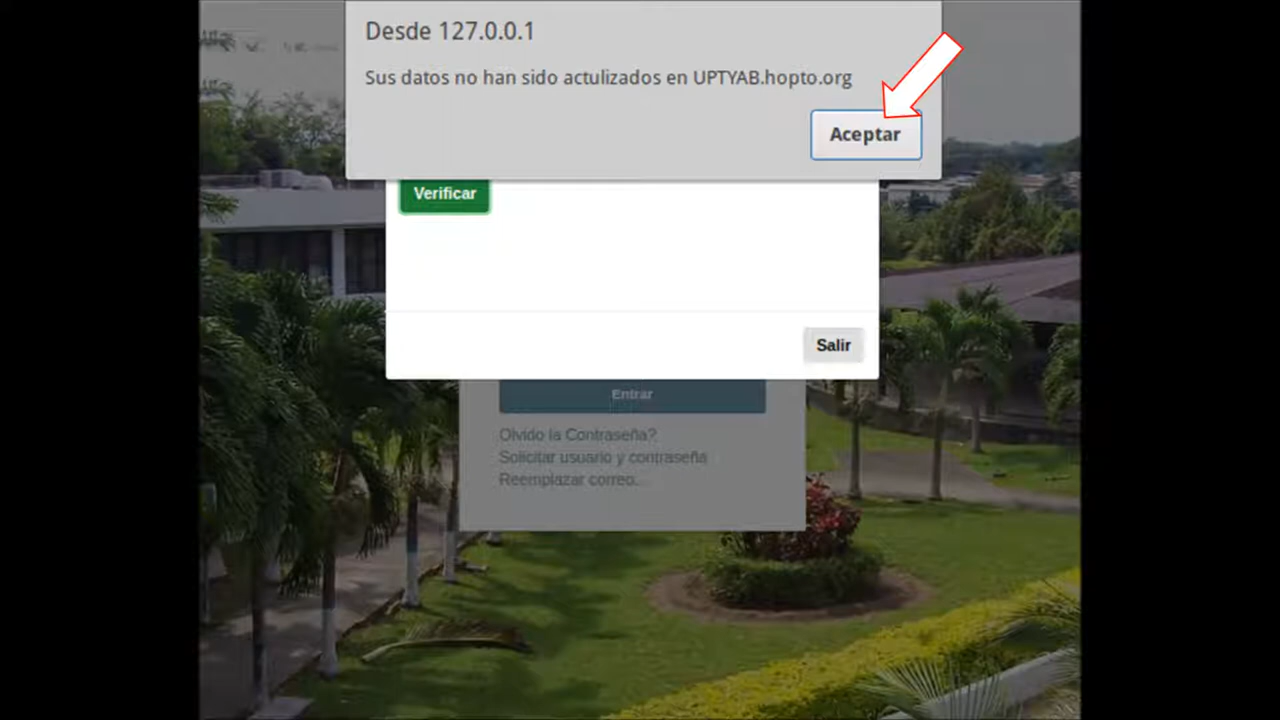 Desde 127.0.0.1
Sus datos no han sido actulizados en UPTYAB.hopto.org
Aceptar
Verificar
Salir
Entrar
Olvido la Contraseña?
Solicitar usuario y contraseña
Reemplazar correo.